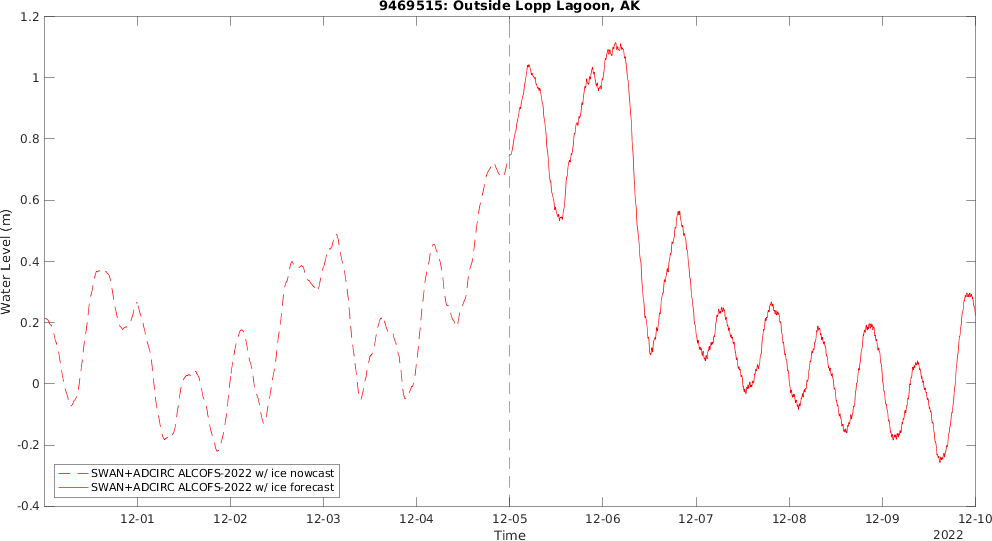 9469515: Outside Lopp Lagoon, AK
1.2
1
0.8
0.6
0.4
0.2
0
-0.2
-0.4
Water Level (m)
SWAN+ADCIRC ALCOFS-2022 w/ ice nowcast
SWAN+ADCIRC ALCOFS-2022 w/ ice forecast
12-01 12-02 12-03 12-04 12-05 12-06 12-07 12-08 12-09 12-10
Time
2022